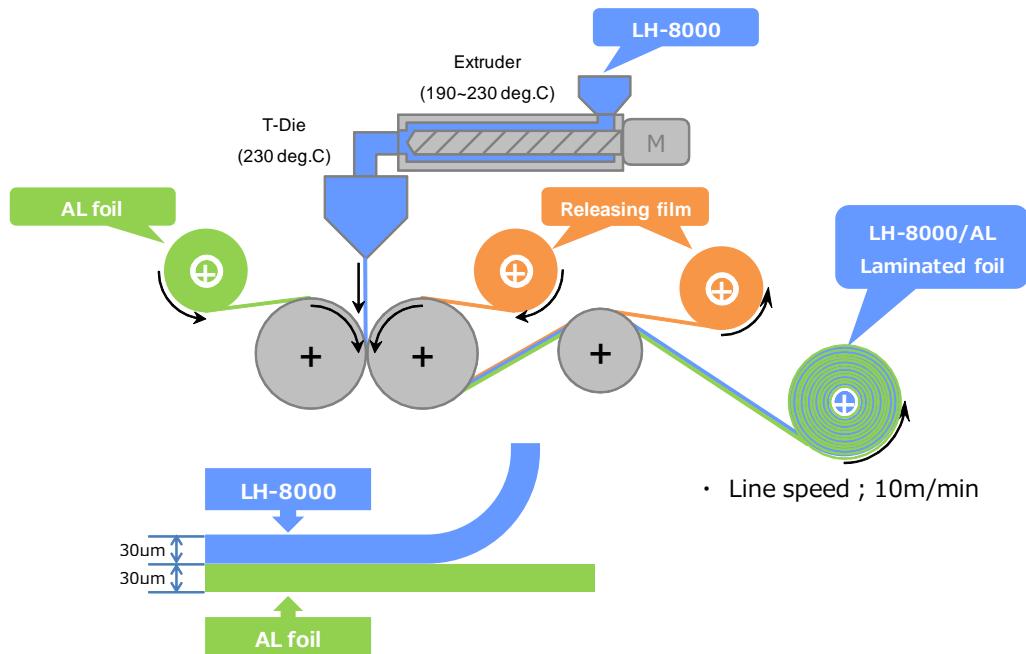 LH-8000
Extruder
(190~230 deg.C)
T-Die
(230 deg.C)
M
AL foil
Releasing film
LH-8000/AL
Laminated foil
・ Line speed ; 10m/min
LH-8000
30um
30um
AL foil